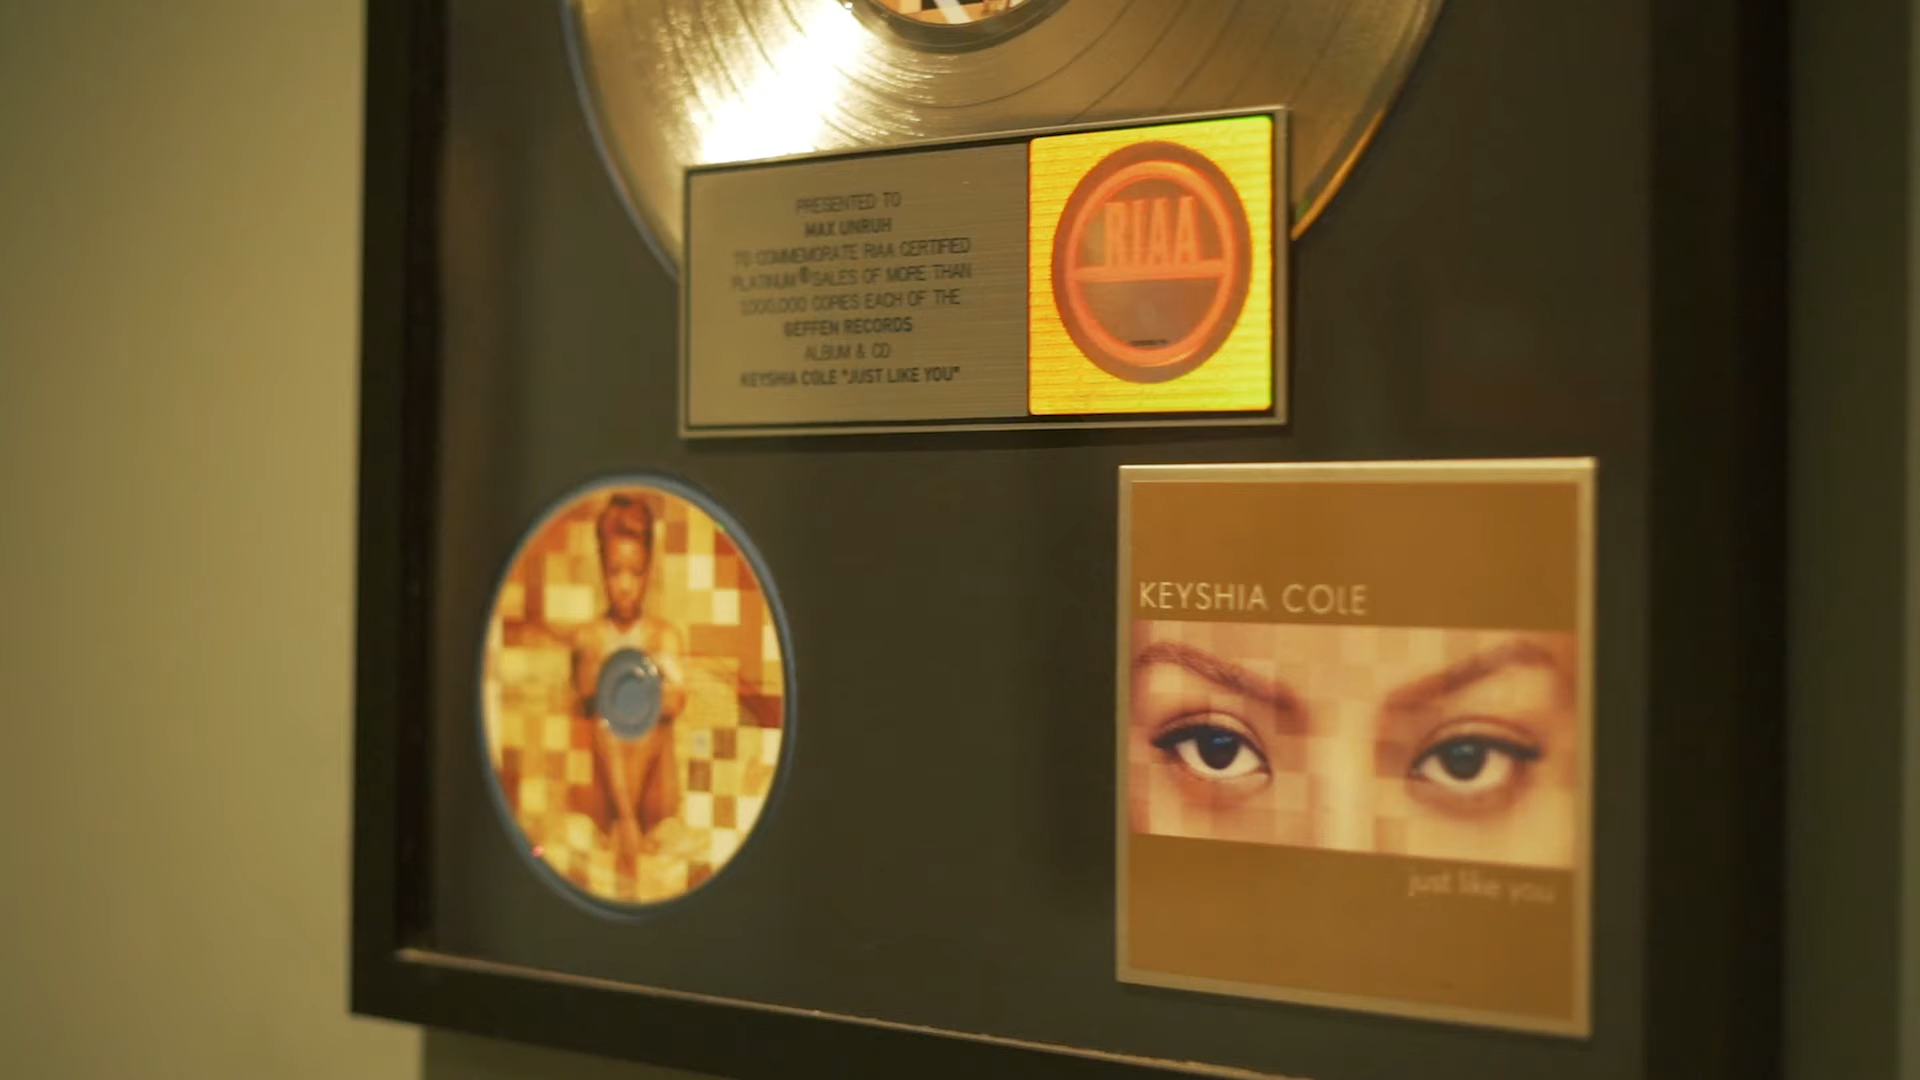 PRESENTED TO
MAX UNRUH
TO COMMEMORATE RIAA CERTIFIED
PLATINUM® SALES OF MORE THAN
1,000,000 COPIES EACH OF THE
GEFFEN RECORDS
ALBUM & CD
KEYSHIA COLE "JUST LIKE YOU"
RIAA
KEYSHIA COLE
just like you